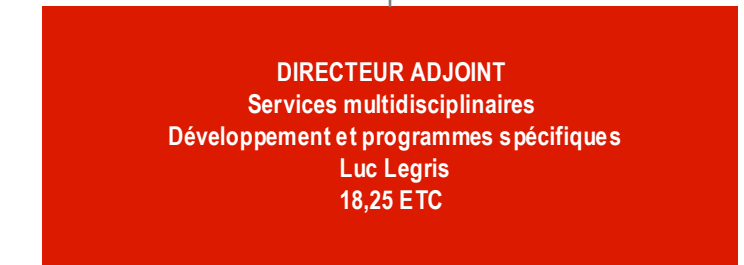 DIRECTEUR ADJOINT
Services multidisciplinaires
Développement et programmes spécifiques
Luc Legris
18,25 ETC